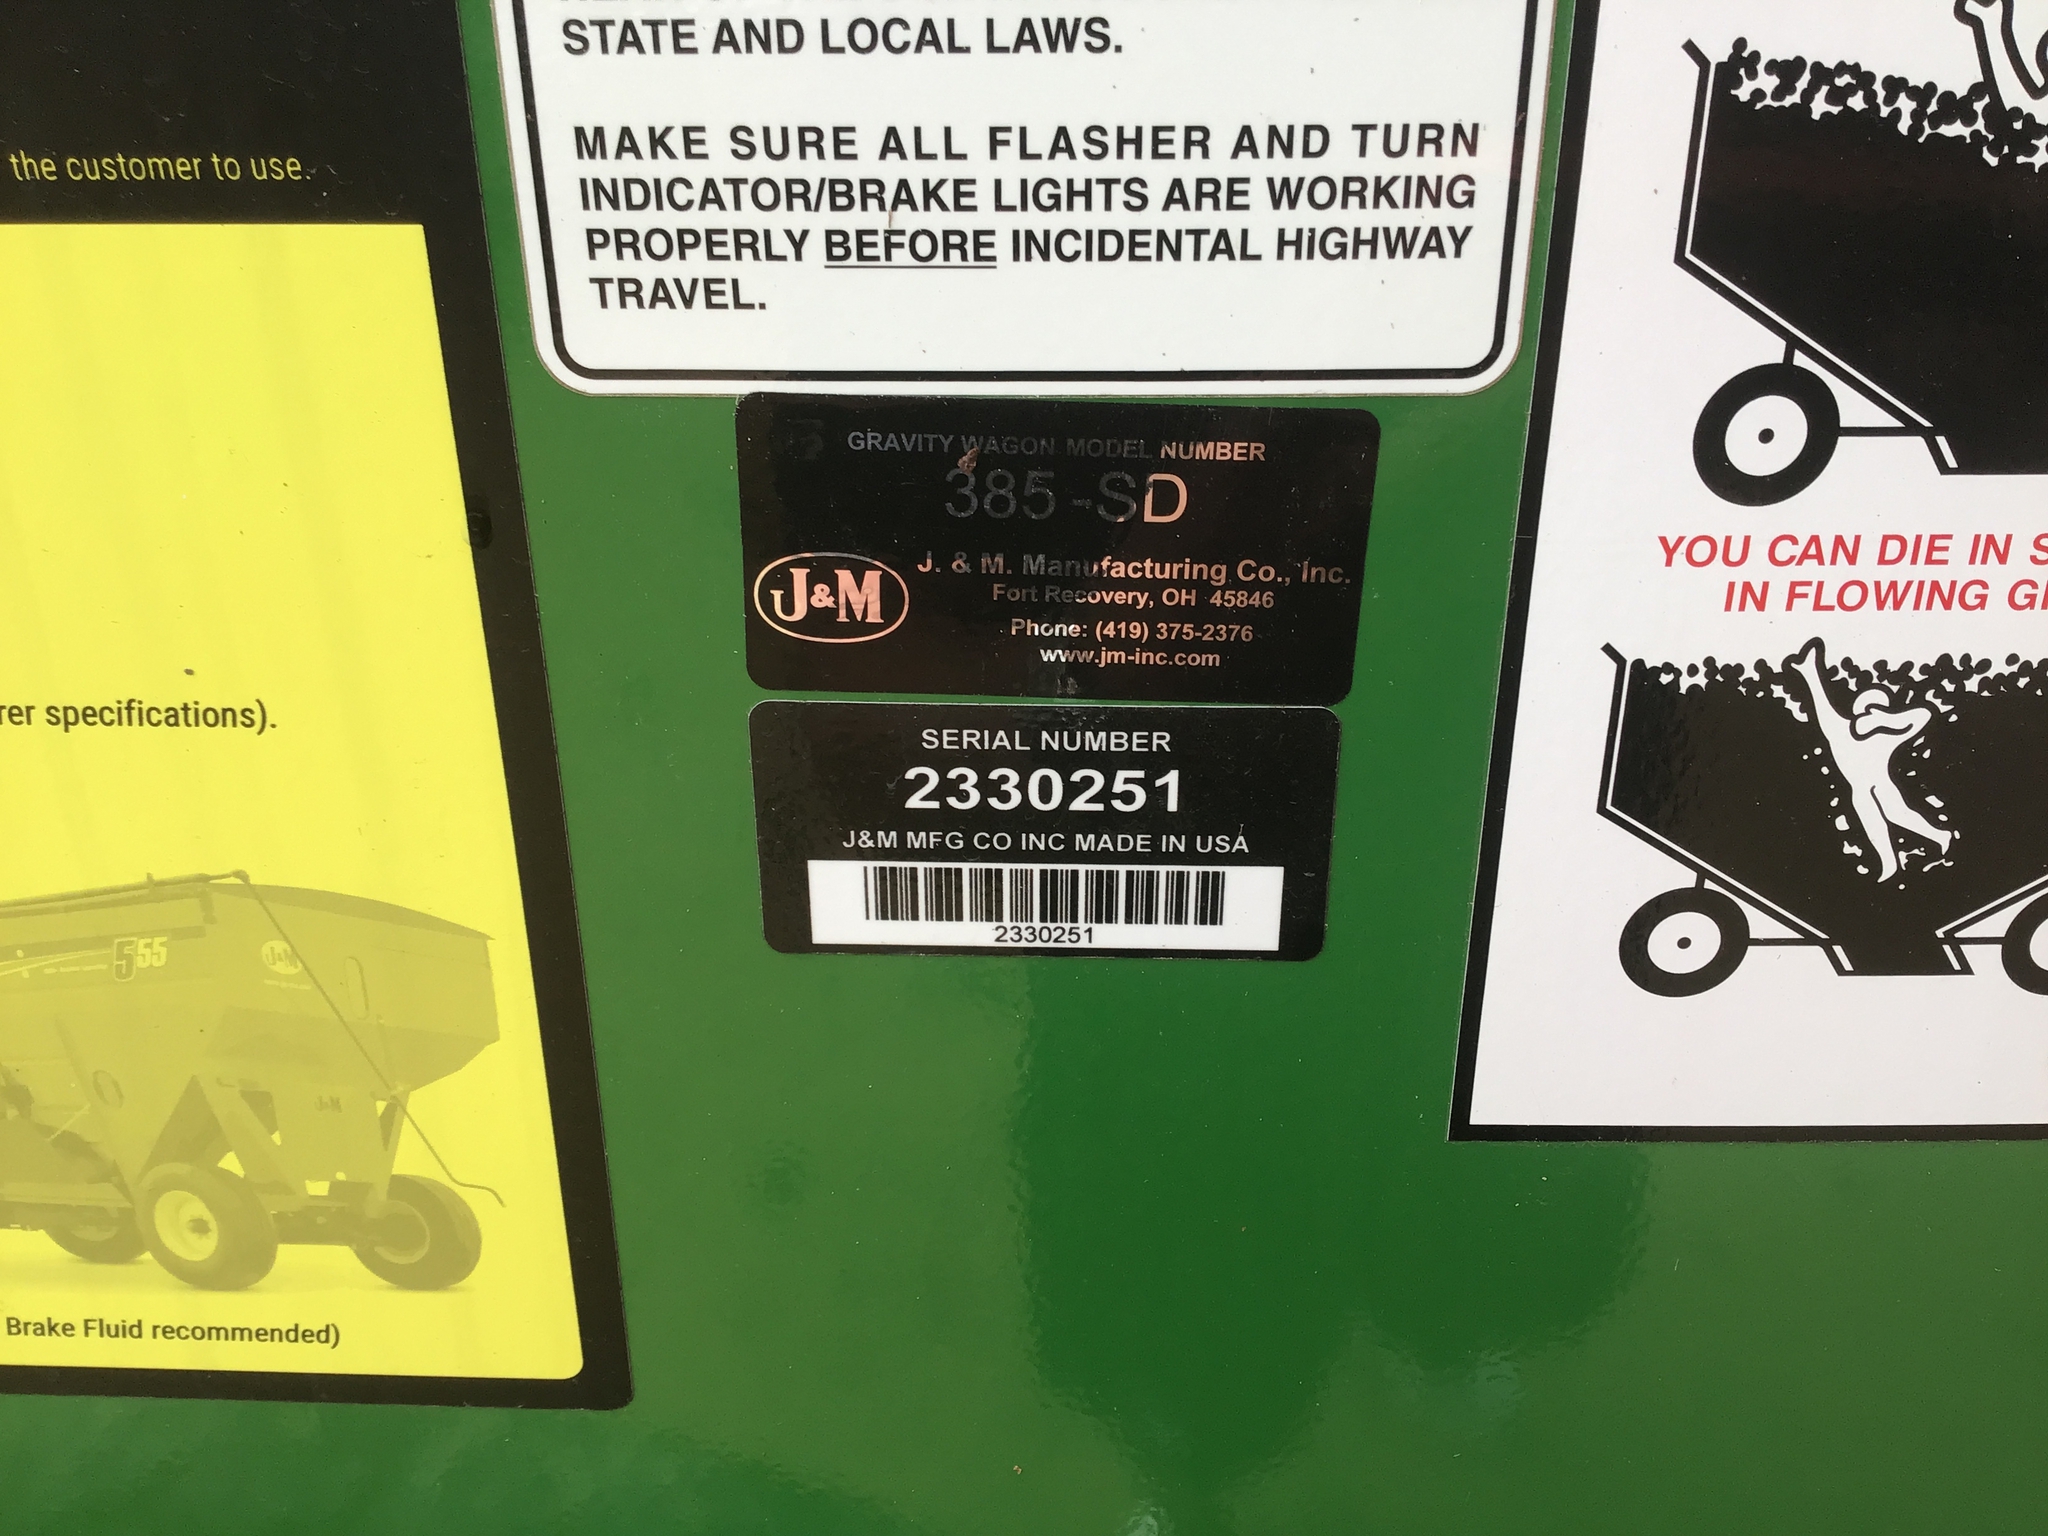 STATE AND LOCAL LAWS.
MAKE SURE ALL FLASHER AND TURN
INDICATOR/BRAKE LIGHTS ARE WORKING
PROPERLY BEFORE INCIDENTAL HIGHWAY
TRAVEL.
the customer to use.
rer specifications).
555
J&M
J&M
Brake Fluid recommended)
GRAVITY WAGON MODEL NUMBER
385-SD
J&M
J. & M. Manufacturing Co., Inc.
Fort Recovery, OH 45846
Phone: (419) 375-2376
www.jm-inc.com
SERIAL NUMBER
2330251
J&M MFG CO INC MADE IN USA
2330251
YOU CAN DIE IN S
IN FLOWING G